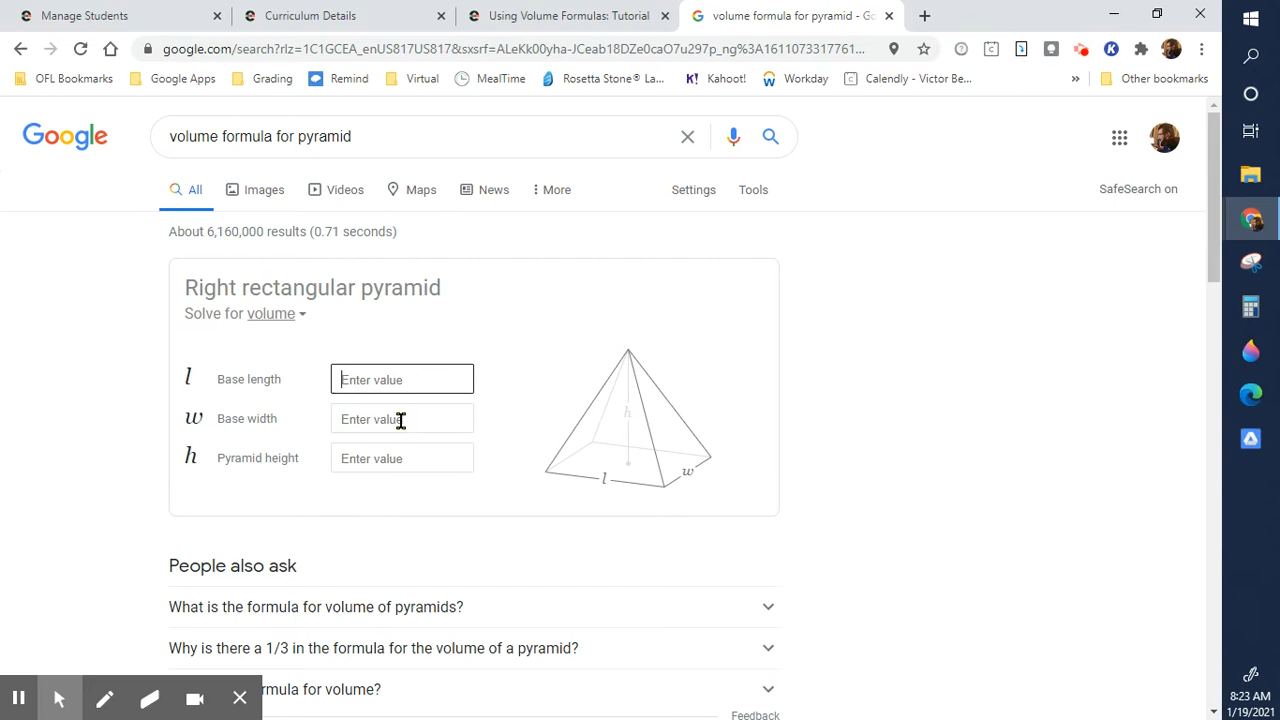 Manage Students
Curriculum Details
Using Volume Formulas: Tutorial
volume formula for pyramid - Go
google.com/search?rlz=1C1GCEA_enUS817US817&sxsrf=ALeKk00yha-JCeab18DZe0caO7u297p_ng%3A1611073317761...
OFL Bookmarks
Google Apps
Grading
Remind
Virtual
MealTime
Rosetta Stone® La...
K! Kahoot!
Workday
Calendly - Victor Be...
»
Other bookmarks
Google
volume formula for pyramid
All
Images
Videos
Maps
News
More
Settings
Tools
SafeSearch on
About 6,160,000 results (0.71 seconds)
Right rectangular pyramid
Solve for volume
l Base length Enter value
w Base width Enter value
h Pyramid height Enter value
h
l
w
People also ask
What is the formula for volume of pyramids?
Why is there a 1/3 in the formula for the volume of a pyramid?
rmula for volume?
Feedback
8:23 AM
1/19/2021